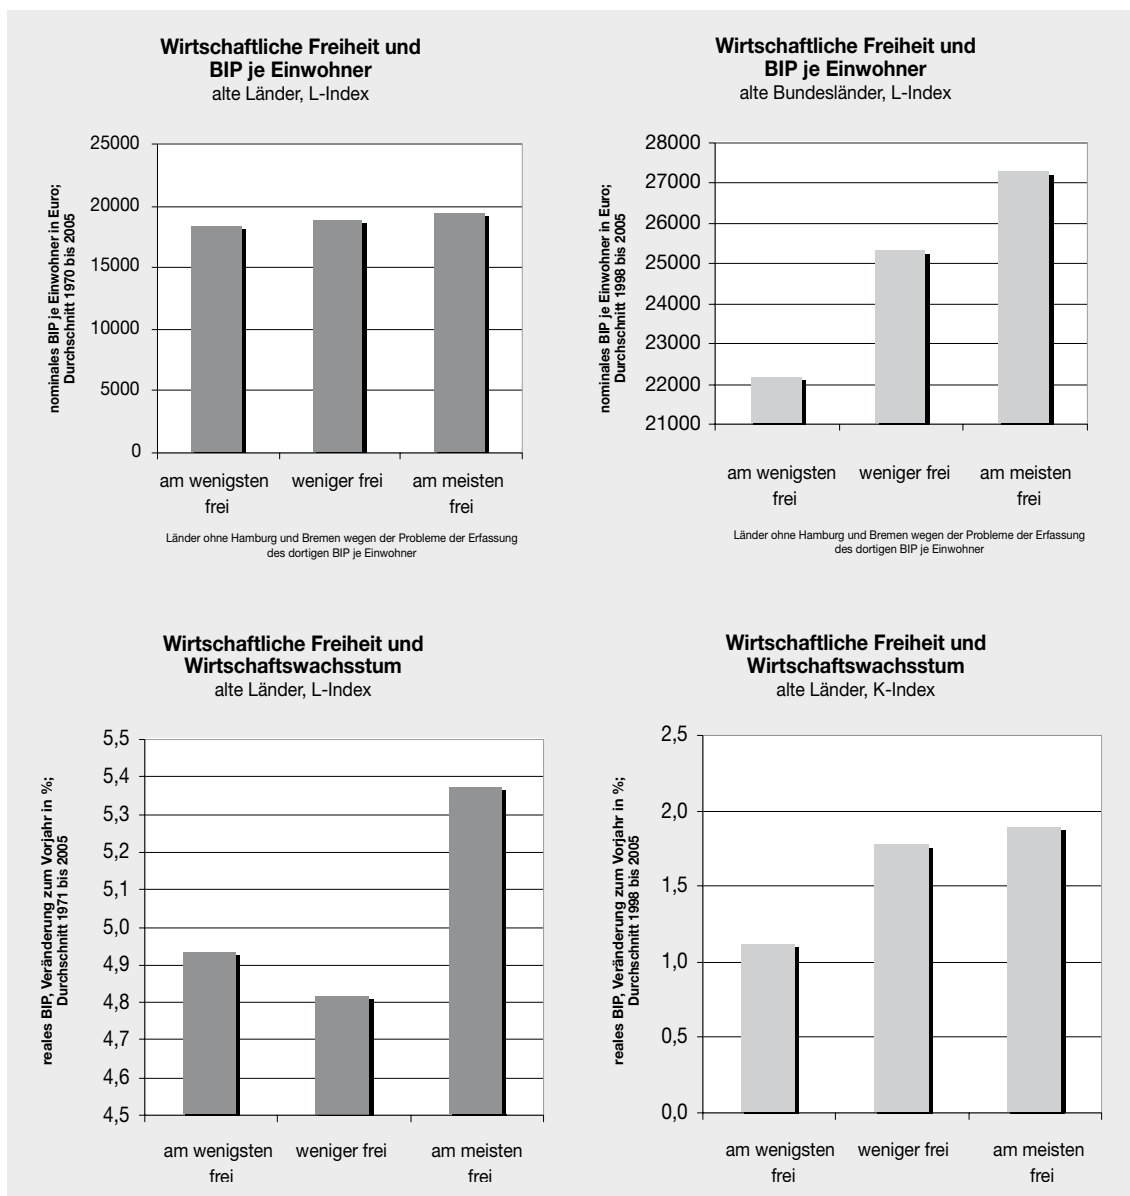 Wirtschaftliche Freiheit und
BIP je Einwohner
alte Länder, L-Index
nominales BIP je Einwohner in Euro;
Durchschnitt 1970 bis 2005
25000
20000
15000
10000
5000
0
am wenigsten frei
weniger frei
am meisten frei
Länder ohne Hamburg und Bremen wegen der Probleme der Erfassung
des dortigen BIP je Einwohner
Wirtschaftliche Freiheit und
BIP je Einwohner
alte Bundesländer, L-Index
nominales BIP je Einwohner in Euro;
Durchschnitt 1998 bis 2005
28000
27000
26000
25000
24000
23000
22000
21000
am wenigsten frei
weniger frei
am meisten frei
Länder ohne Hamburg und Bremen wegen der Probleme der Erfassung
des dortigen BIP je Einwohner
Wirtschaftliche Freiheit und
Wirtschaftswachsstum
alte Länder, L-Index
reales BIP, Veränderung zum Vorjahr in %;
Durchschnitt 1971 bis 2005
5,5
5,4
5,3
5,2
5,1
5,0
4,9
4,8
4,7
4,6
4,5
am wenigsten frei
weniger frei
am meisten frei
Wirtschaftliche Freiheit und
Wirtschaftswachsstum
alte Länder, K-Index
reales BIP, Veränderung zum Vorjahr in %;
Durchschnitt 1998 bis 2005
2,5
2,0
1,5
1,0
0,5
0,0
am wenigsten frei
weniger frei
am meisten frei